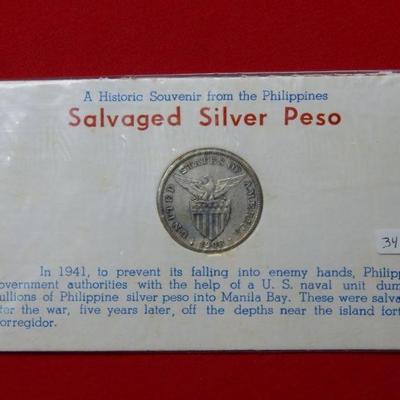 A Historic Souvenir from the Philippines
Salvaged Silver Peso
UNITED STATES OF AMERICA
34
In 1941, to prevent its falling into enemy hands, Philipp
overnment authorities with the help of a U. S. naval unit dum
ullions of Philippine silver peso into Manila Bay. These were salva
for the war, five years later, off the depths near the island fort
orregidor.